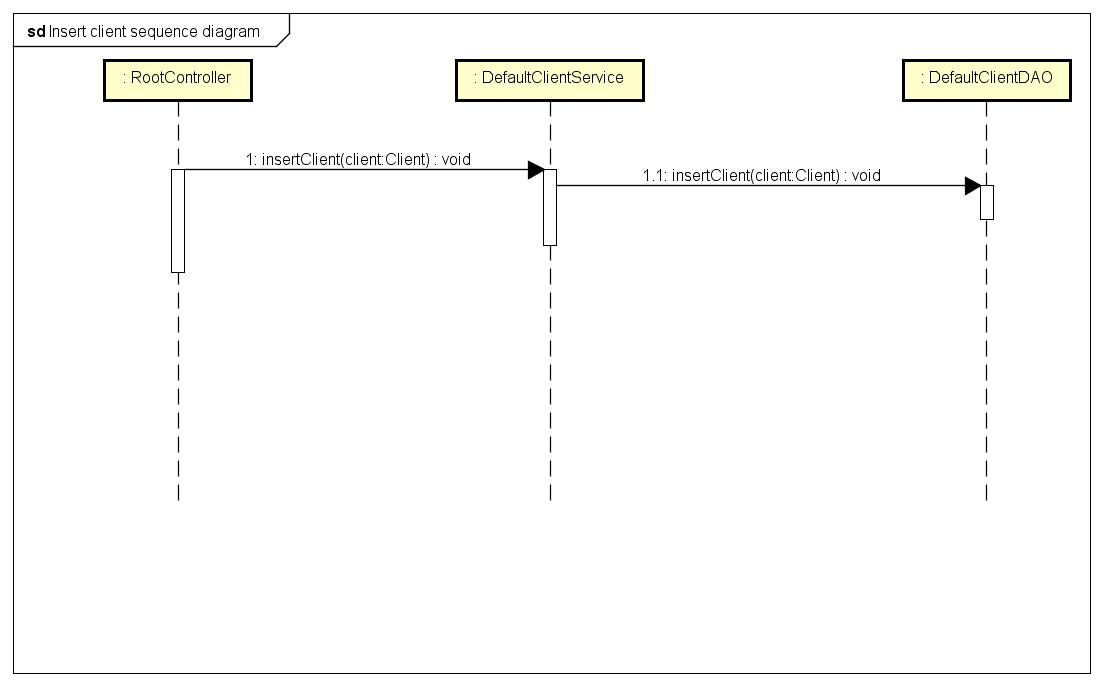 sd Insert client sequence diagram
: RootController
: DefaultClientService
: DefaultClientDAO
1: insertClient(client:Client) : void
1.1: insertClient(client:Client) : void